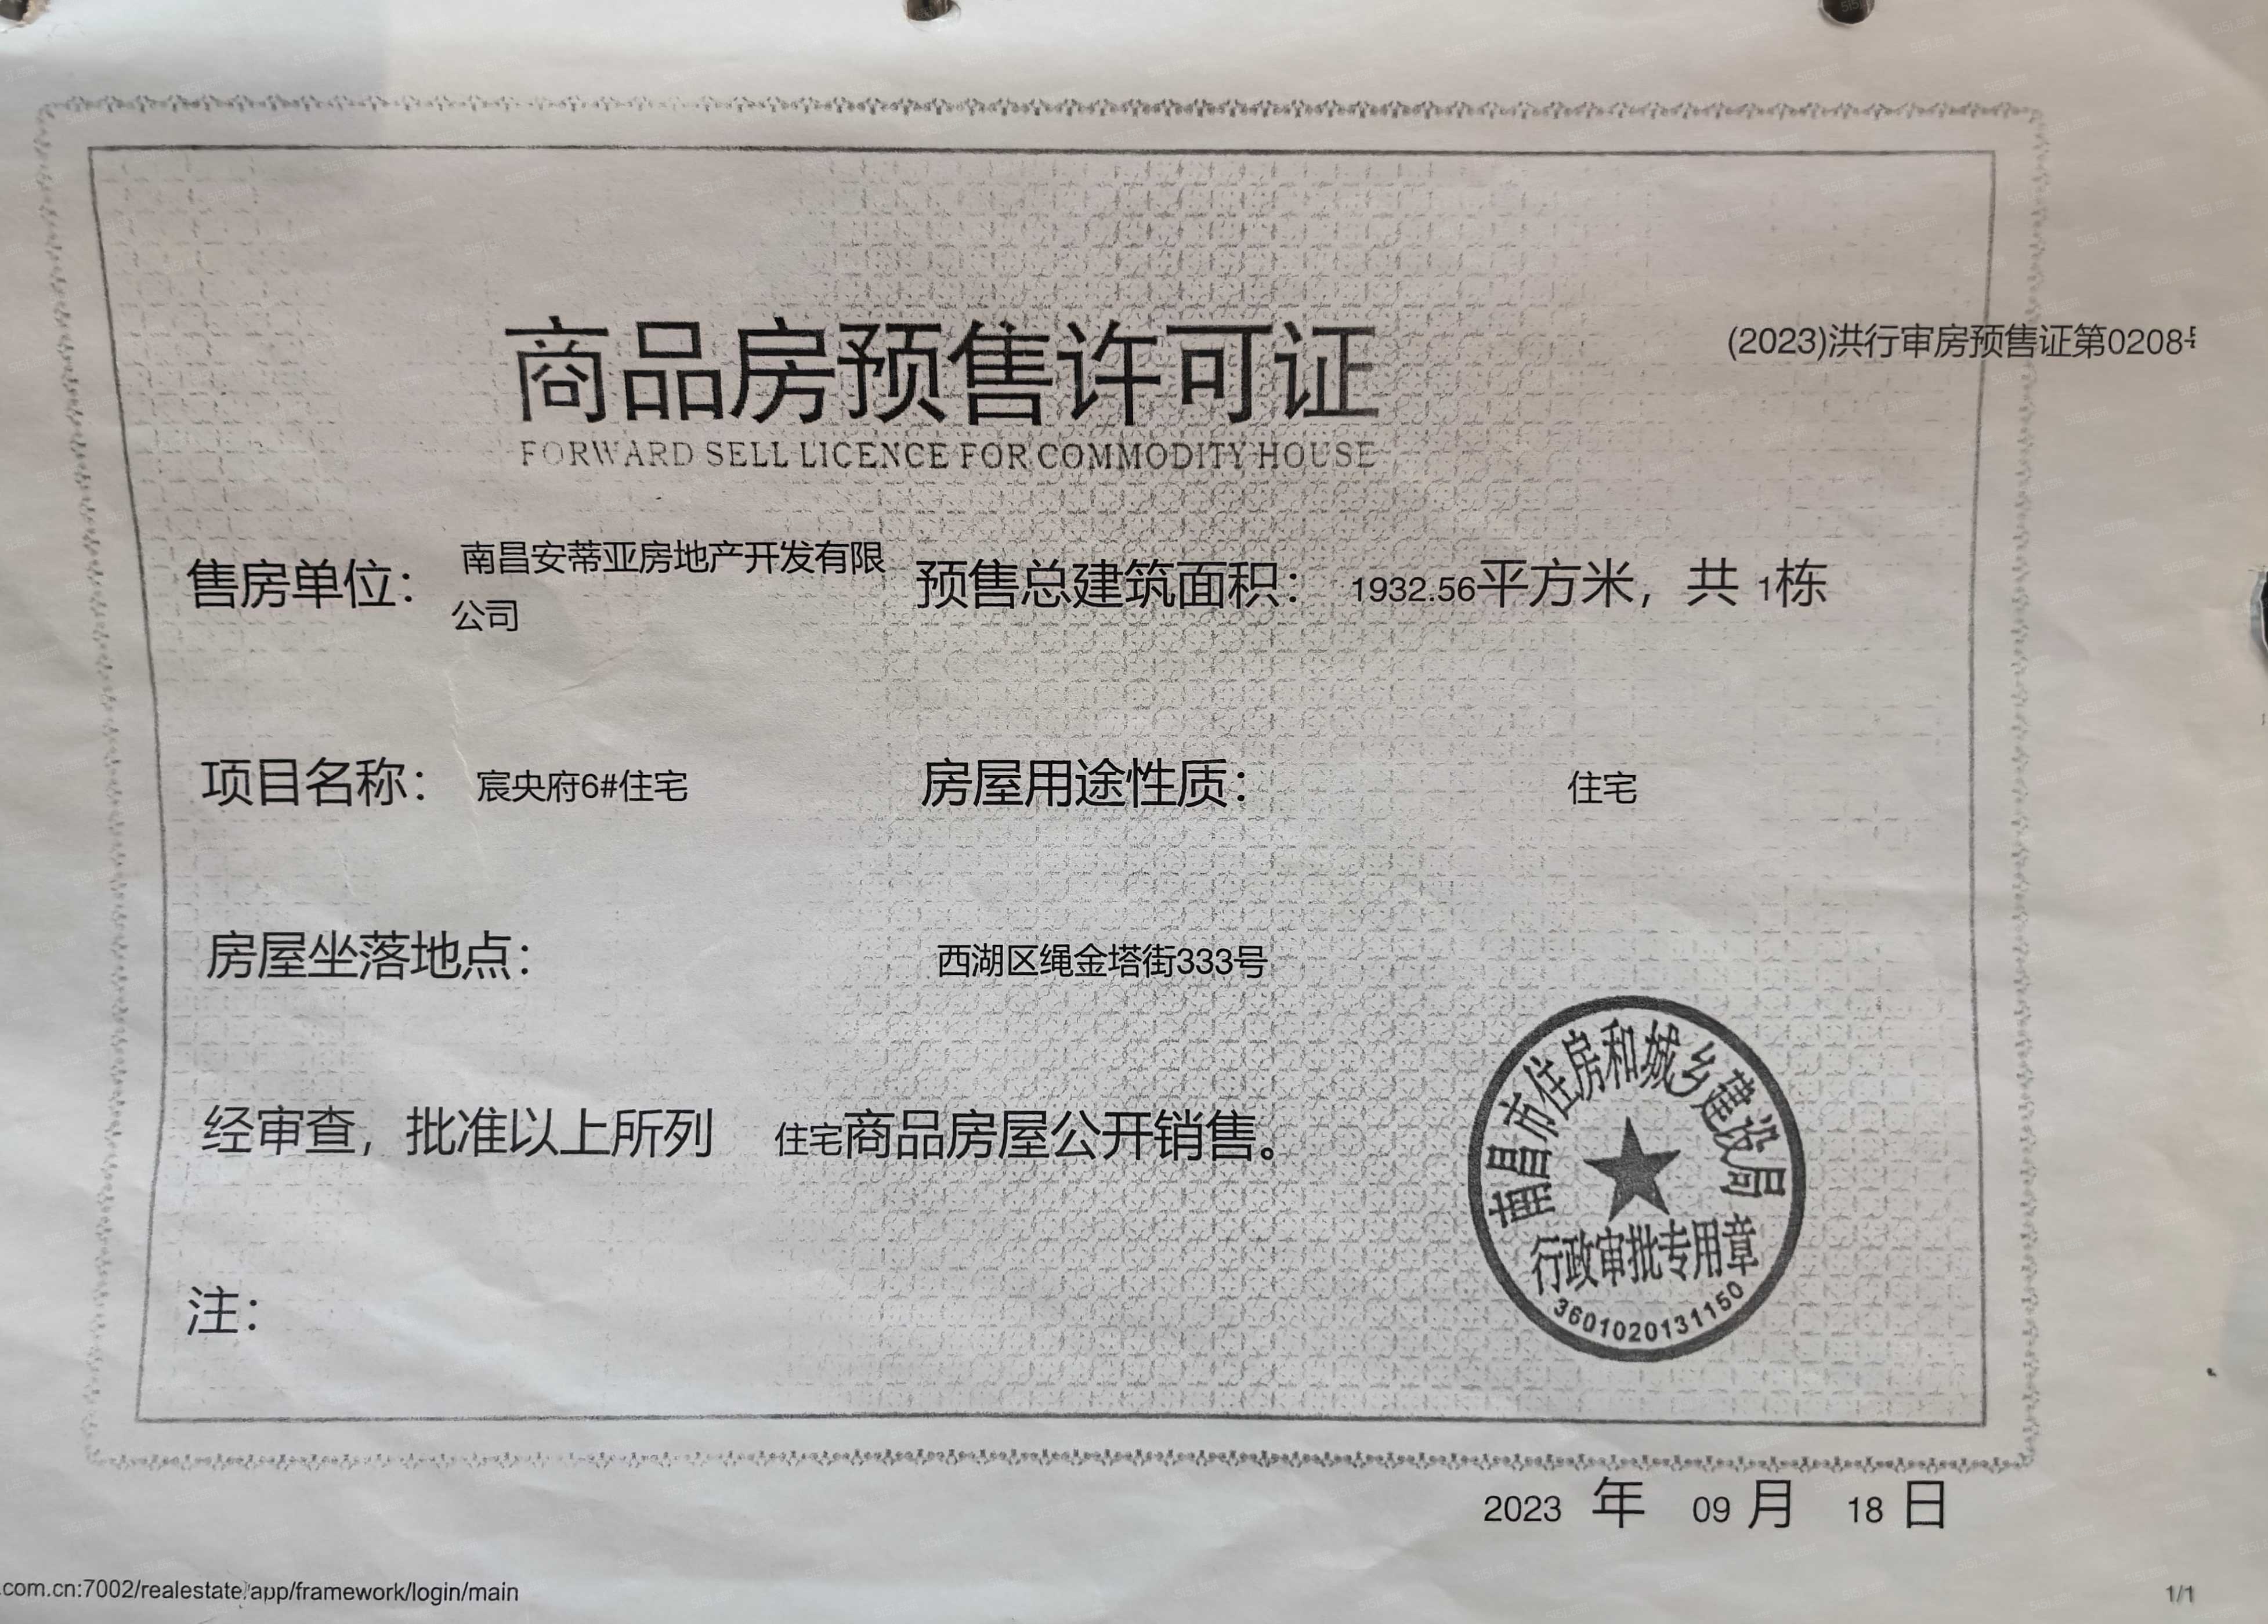 (2023)洪行审房预售证第0208
商品房预售许可证
FORWARD SELL LICENCE FOR COMMODITY HOUSE
售房单位： 南昌安蒂亚房地产开发有限
公司
预售总建筑面积： 1932.56平方米，共 1栋
项目名称： 宸央府6#住宅
房屋用途性质： 住宅
房屋坐落地点： 西湖区绳金塔街333号
经审查，批准以上所列 住宅商品房屋公开销售。
南昌市住房和城乡建设局
行政审批专用章
3601020131150
注：
2023 年 09 月 18 日
.com.cn:7002/realestate/app/framework/login/main
1/1